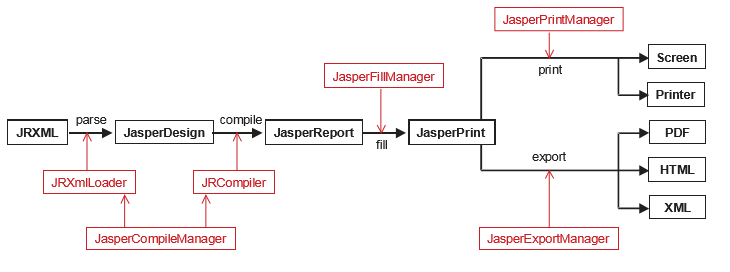 JasperPrintManager
Screen
print
JasperFillManager
Printer
parse
compile
JRXML
JasperDesign
JasperReport
fill
JasperPrint
PDF
export
HTML
JRXmlLoader
JRCompiler
XML
JasperCompileManager
JasperExportManager